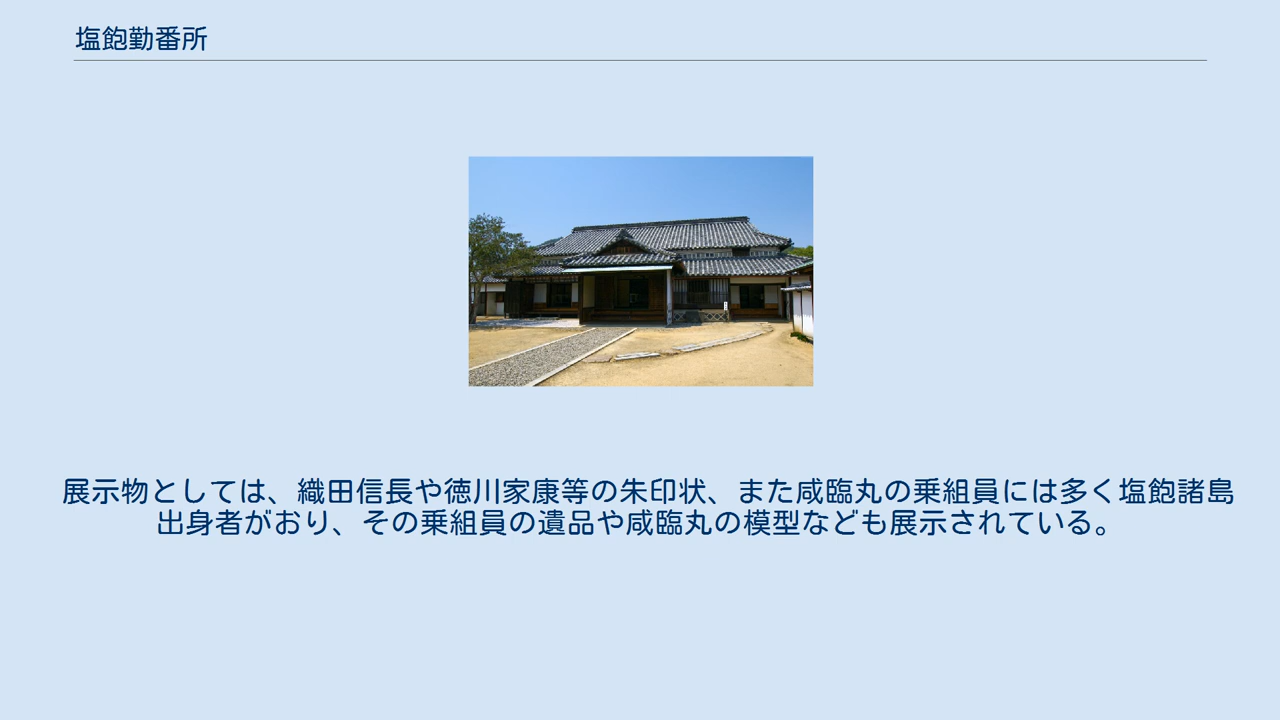 塩飽勤番所
展示物としては、織田信長や徳川家康等の朱印状、また咸臨丸の乗組員には多く塩飽諸島
出身者がおり、その乗組員の遺品や咸臨丸の模型なども展示されている。